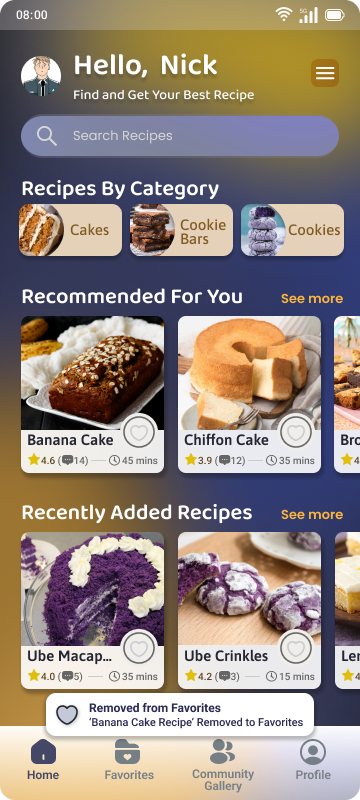 08:00
5G
Hello, Nick
Find and Get Your Best Recipe
Search Recipes
Recipes By Category
Cakes
Cookie
Bars
Cookies
Recommended For You
See more
Banana Cake
4.6 (14)
45 mins
Chiffon Cake
3.9 (12)
35 mins
Bro
4
Recently Added Recipes
See more
Ube Macap...
4.0 (5)
35 mins
Ube Crinkles
4.2 (3)
15 mins
Ler
4
Removed from Favorites
‘Banana Cake Recipe’ Removed to Favorites
Home
Favorites
Community
Gallery
Profile